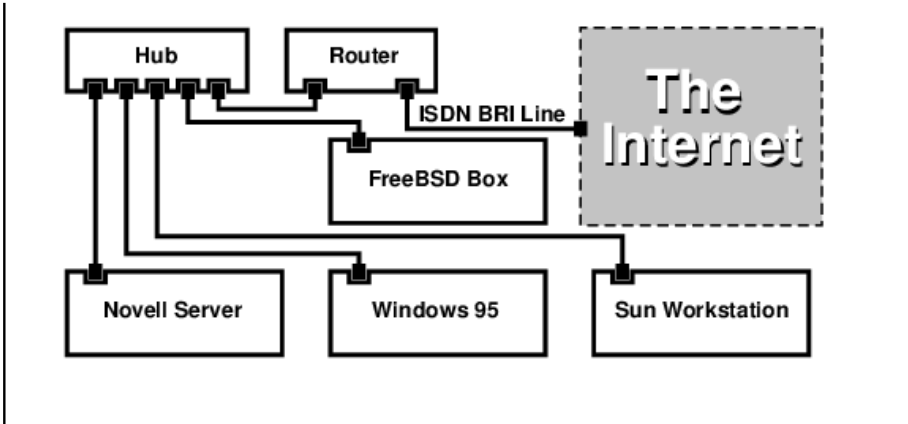 Hub
Router
ISDN BRI Line
The
Internet
FreeBSD Box
Novell Server
Windows 95
Sun Workstation